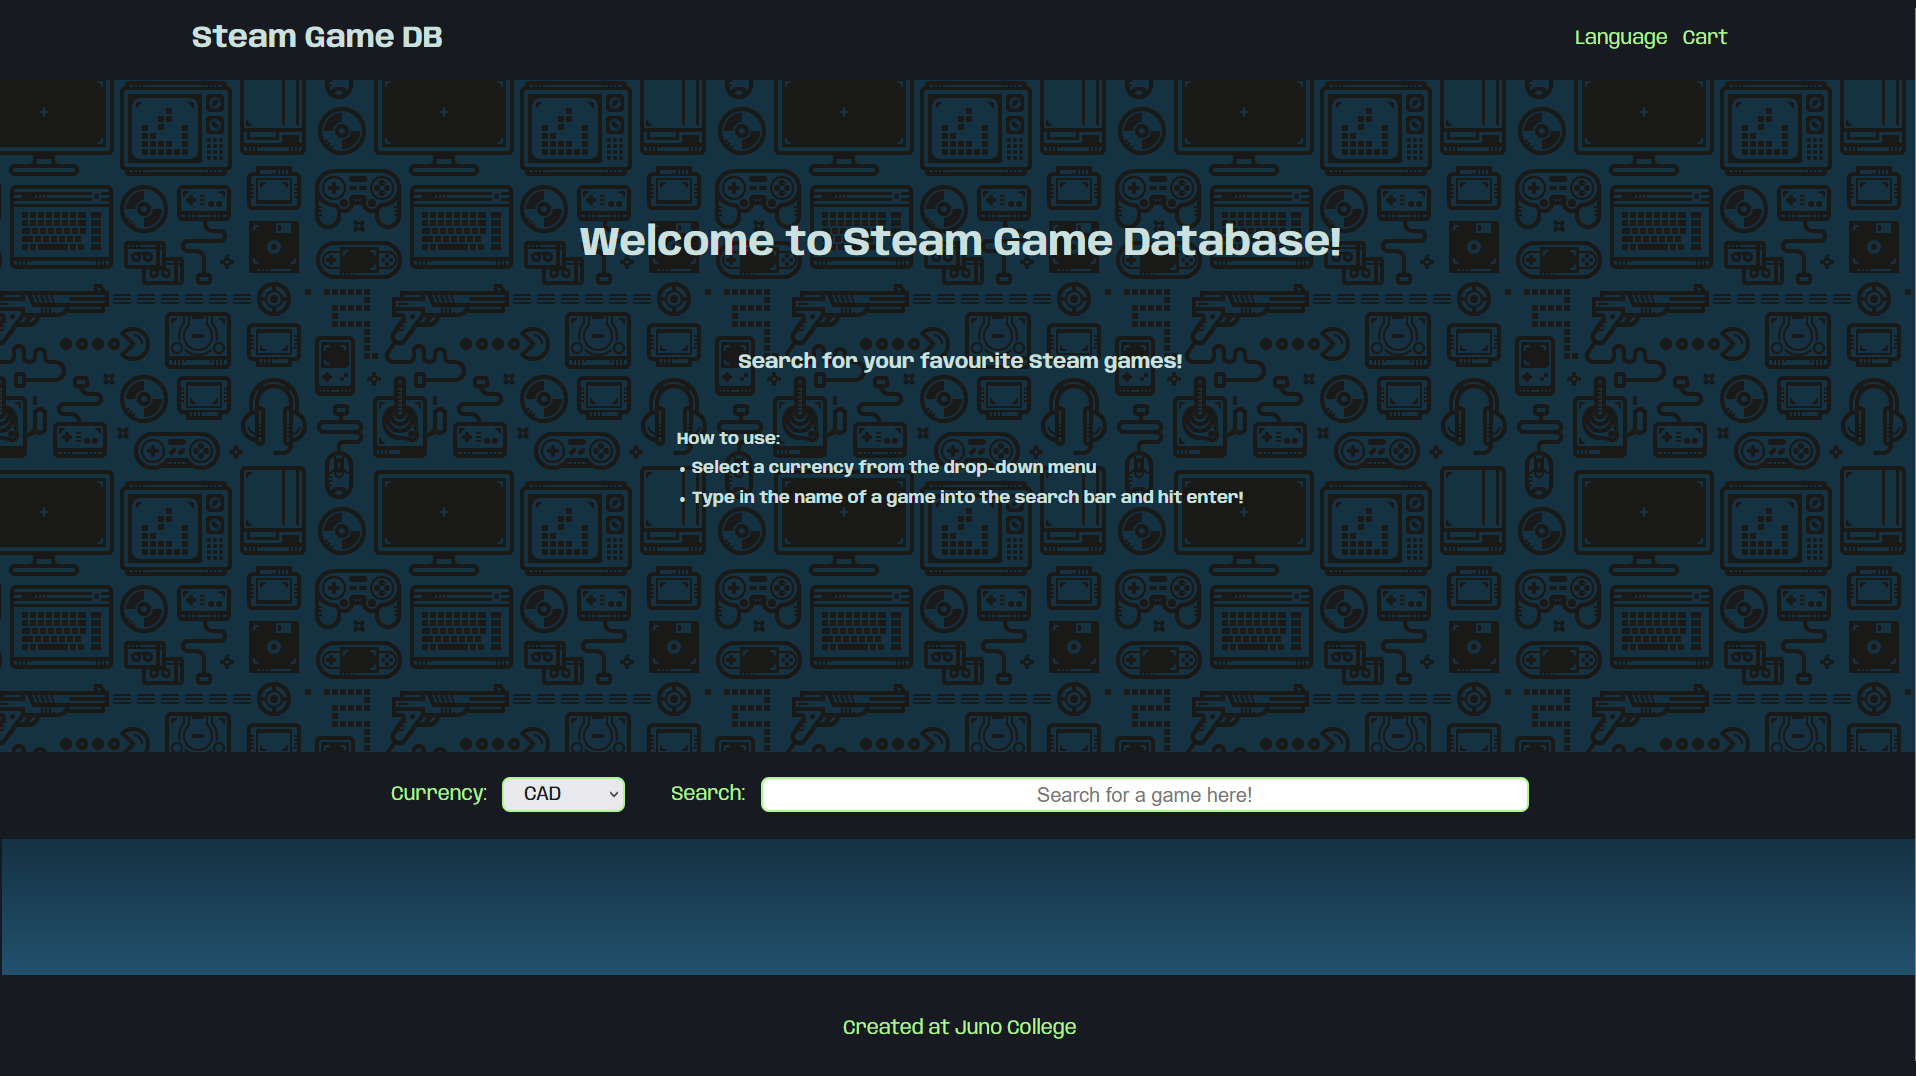 Steam Game DB
Language Cart
Welcome to Steam Game Database!
Search for your favourite Steam games!
How to use:
• Select a currency from the drop-down menu
• Type in the name of a game into the search bar and hit enter!
Currency: CAD Search: Search for a game here!
Created at Juno College